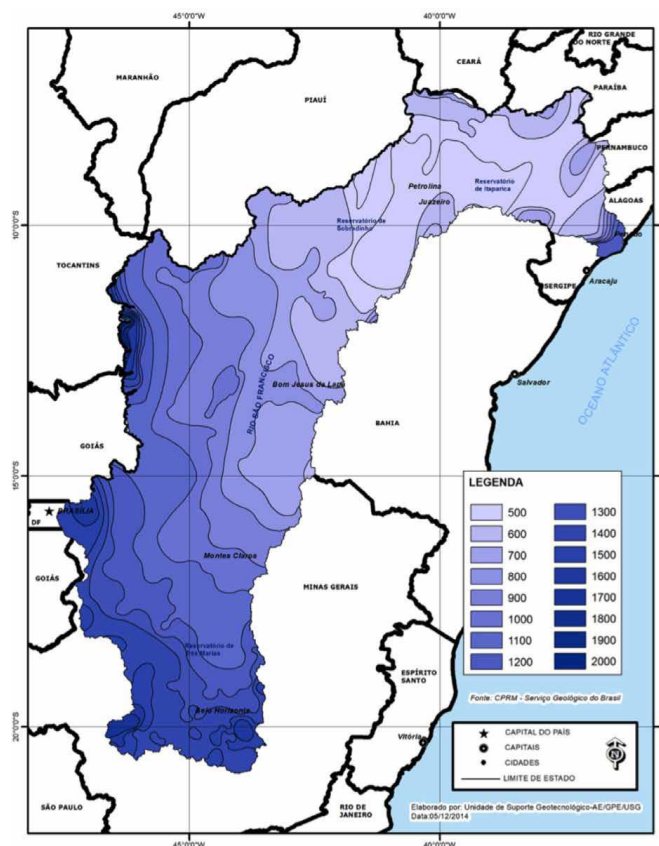 45°0'0"W
40°0'0"W
RIO GRANDE
DO NORTE
CEARÁ
MARANHÃO
PARAÍBA
PIAUÍ
PERNAMBUCO
Petrolina
Reservatório
de Itaparica
ALAGOAS
Juazeiro
Reservatório de
Sobradinho
10°0'0"S
Penedo
TOCANTINS
SERGIPE
Aracaju
OCEANO ATLÂNTICO
RIO SÃO FRANCISCO
Bom Jesus da Lapa
Salvador
BAHIA
GOIÁS
15°0'0"S
LEGENDA
500
600
700
800
900
1000
1100
1200
1300
1400
1500
1600
1700
1800
1900
2000
BRASÍLIA
DF
Montes Claros
GOIÁS
MINAS GERAIS
Reservatório de
Três Marias
ESPÍRITO
SANTO
Fonte: CPRM - Serviço Geológico do Brasil
Belo Horizonte
20°0'0"S
Vitória
CAPITAL DO PAÍS
CAPITAIS
CIDADES
LIMITE DE ESTADO
N
SÃO PAULO
RIO DE
JANEIRO
Elaborado por: Unidade de Suporte Geotecnológico-AE/GPE/USG
Data:05/12/2014
45°0'0"W
40°0'0"W